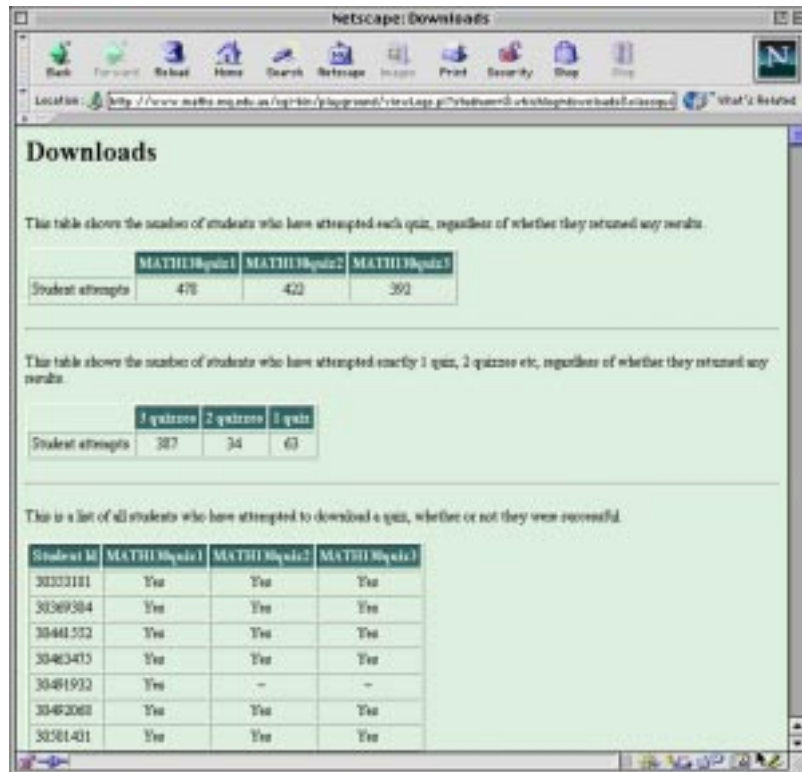 Netscape: Downloads
Back Forward Reload Home Search Netscape Images Print Security Shop Stop
Location: What's Related
Downloads
This table shows the number of students who have attempted each quiz, regardless of whether they returned any results.
MATH130quiz1 MATH130quiz2 MATH130quiz3
Student attempts 478 422 392
This table shows the number of students who have attempted exactly 1 quiz, 2 quizzes etc, regardless of whether they returned any
results.
3 quizzes 2 quizzes 1 quiz
Student attempts 387 34 63
This is a list of all students who have attempted to download a quiz, whether or not they were successful.
Student Id MATH130quiz1 MATH130quiz2 MATH130quiz3
Yes Yes Yes
30369304 Yes Yes Yes
Yes Yes Yes
30463475 Yes Yes Yes
30491932 Yes - -
30492068 Yes Yes Yes
30501431 Yes Yes Yes